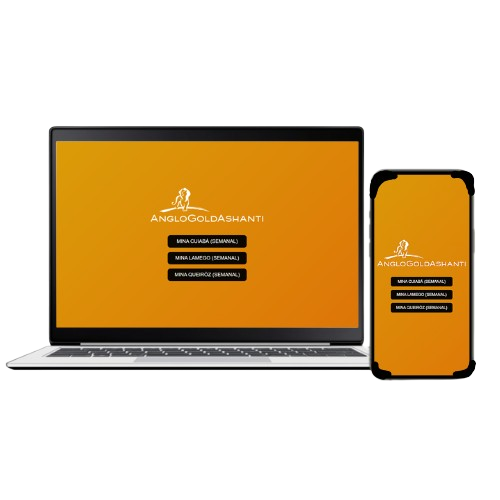 ANGLOGOLDASHANTI
MINA CUIABÁ (SEMANAL)
MINA LAMEGO (SEMANAL)
MINA QUEIRÓZ (SEMANAL)
ANGLOGOLDASHANTI
MINA CUIABÁ (SEMANAL)
MINA LAMEGO (SEMANAL)
MINA QUEIRÓZ (SEMANAL)